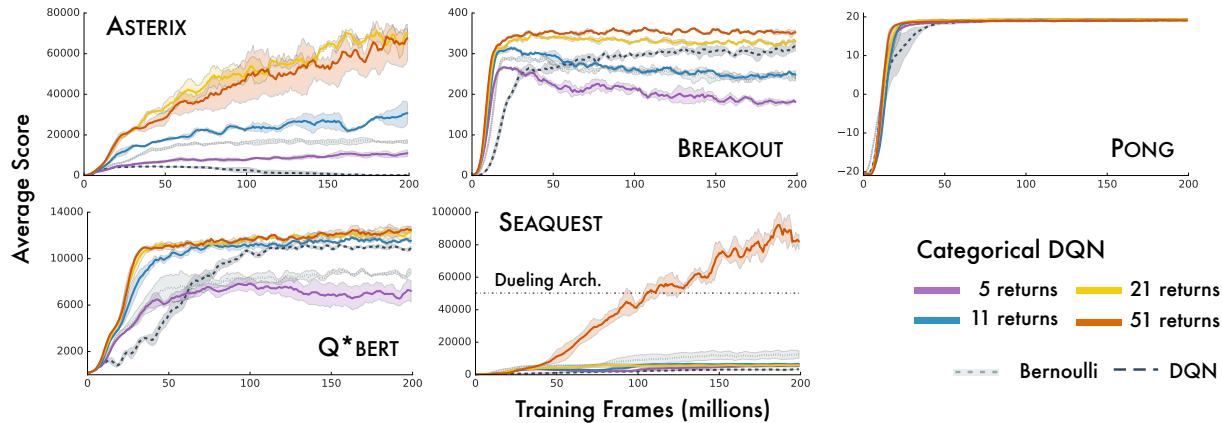 ASTERIX
80000
70000
60000
40000
20000
0
0 50 100 150 200
BREAKOUT
400
300
200
100
0
0 50 100 150 200
PONG
20
10
0
−10
−20
0 50 100 150 200
Average Score
Q*BERT
14000
10000
6000
2000
0 50 100 150 200
SEAQUEST
100000
80000
60000
Dueling Arch.
40000
20000
0
0 50 100 150 200
Training Frames (millions)
Categorical DQN
5 returns 21 returns
11 returns 51 returns
Bernoulli DQN